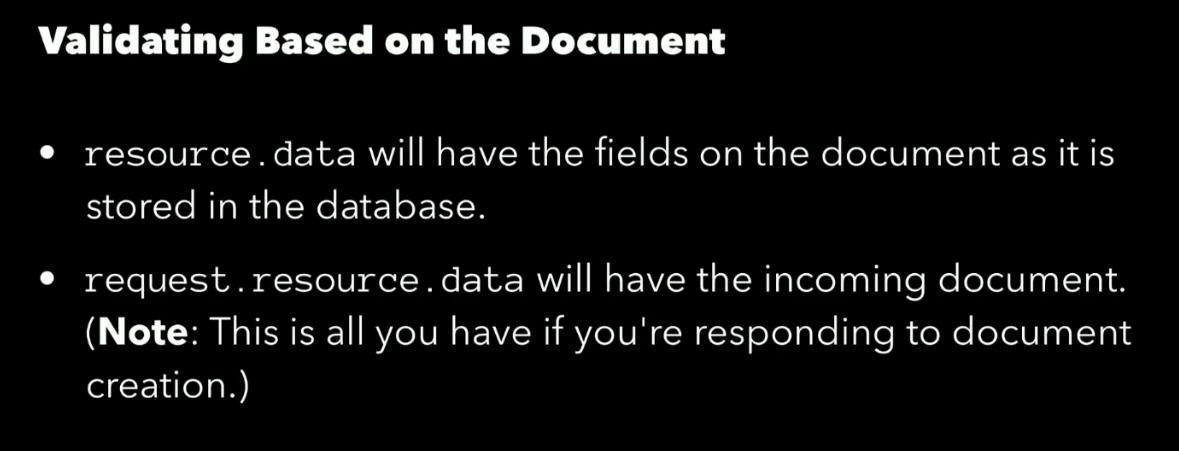 Validating Based on the Document
• resource.data will have the fields on the document as it is
stored in the database.
• request.resource.data will have the incoming document.
(Note: This is all you have if you're responding to document
creation.)